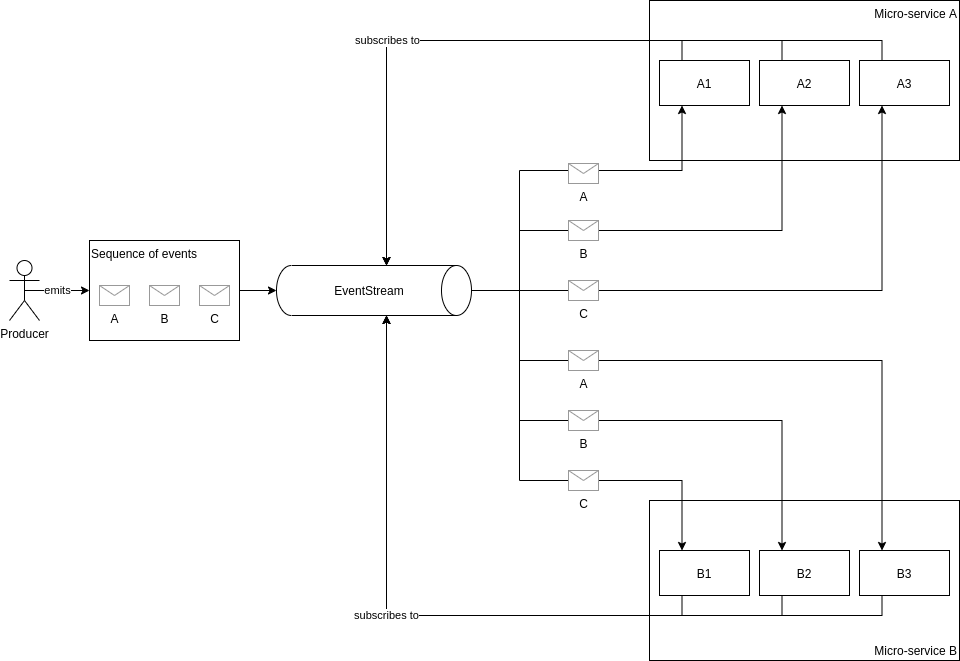 Micro-service A
subscribes to
A1
A2
A3
A
B
Sequence of events
emits
A
B
C
Producer
EventStream
C
A
B
C
B1
B2
B3
subscribes to
Micro-service B